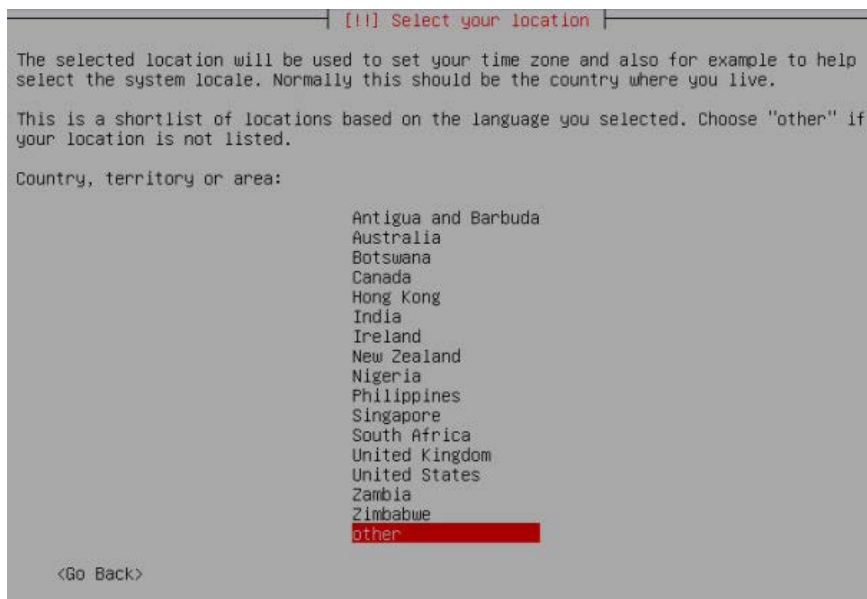 [!!] Select your location
The selected location will be used to set your time zone and also for example to help
select the system locale. Normally this should be the country where you live.
This is a shortlist of locations based on the language you selected. Choose "other" if
your location is not listed.
Country, territory or area:
Antigua and Barbuda
Australia
Botswana
Canada
Hong Kong
India
Ireland
New Zealand
Nigeria
Philippines
Singapore
South Africa
United Kingdom
United States
Zambia
Zimbabwe
other
<Go Back>